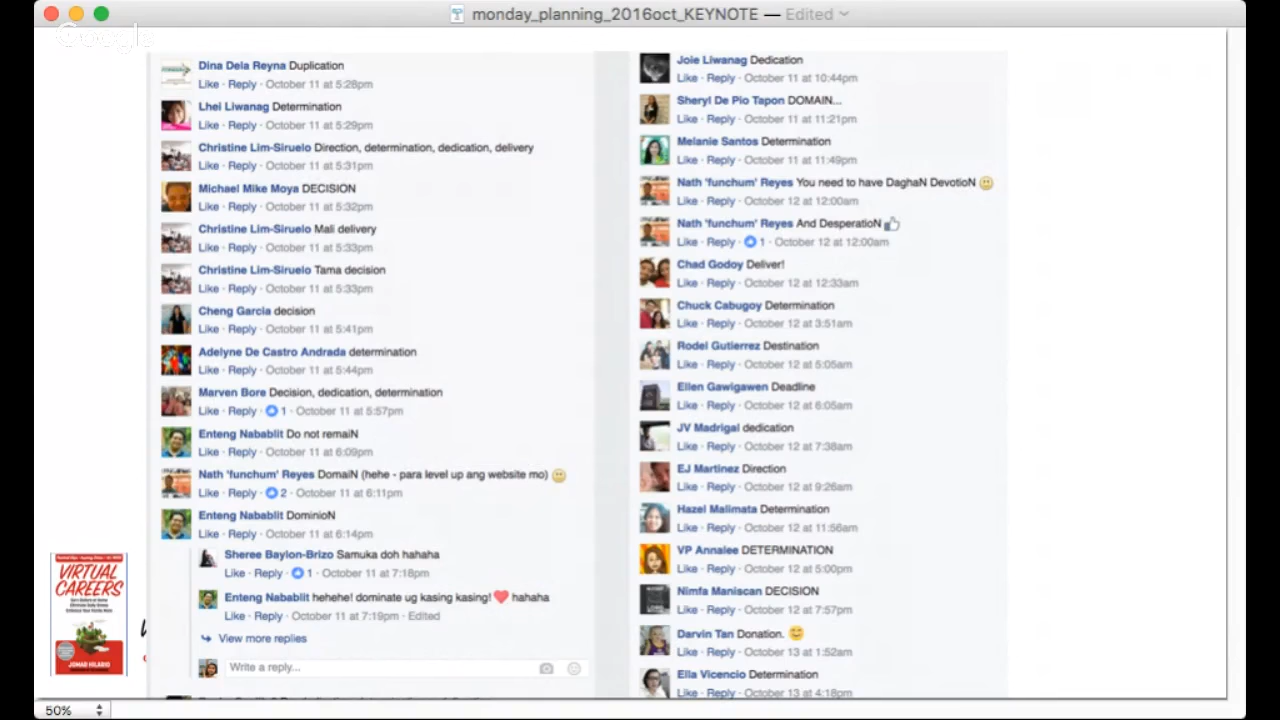 monday_planning_2016oct_KEYNOTE — Edited
Google
Dina Dela Reyna Duplication
Like · Reply · October 11 at 5:28pm
Lhei Liwanag Determination
Like · Reply · October 11 at 5:29pm
Christine Lim-Siruelo Direction, determination, dedication, delivery
Like · Reply · October 11 at 5:31pm
Michael Mike Moya DECISION
Like · Reply · October 11 at 5:32pm
Christine Lim-Siruelo Mali delivery
Like · Reply · October 11 at 5:33pm
Christine Lim-Siruelo Tama decision
Like · Reply · October 11 at 5:33pm
Cheng Garcia decision
Like · Reply · October 11 at 5:41pm
Adelyne De Castro Andrada determination
Like · Reply · October 11 at 5:44pm
Marven Bore Decision, dedication, determination
Like · Reply · 1 · October 11 at 5:57pm
Enteng Nabablit Do not remaiN
Like · Reply · October 11 at 6:09pm
Nath 'funchum' Reyes DomaiN (hehe - para level up ang website mo)
Like · Reply · 2 · October 11 at 6:11pm
Enteng Nabablit DominioN
Like · Reply · October 11 at 6:14pm
Sheree Baylon-Brizo Samuka doh hahaha
Like · Reply · 1 · October 11 at 7:18pm
Enteng Nabablit hehehe! dominate ug kasing kasing! ❤ hahaha
Like · Reply · October 11 at 7:19pm · Edited
View more replies
Write a reply...
Joie Liwanag Dedication
Like · Reply · October 11 at 10:44pm
Sheryl De Pio Tapon DOMAIN...
Like · Reply · October 11 at 11:21pm
Melanie Santos Determination
Like · Reply · October 11 at 11:49pm
Nath 'funchum' Reyes You need to have DaghaN DevotioN
Like · Reply · October 12 at 12:00am
Nath 'funchum' Reyes And DesperatioN
Like · Reply · 1 · October 12 at 12:00am
Chad Godoy Deliver!
Like · Reply · October 12 at 12:33am
Chuck Cabugoy Determination
Like · Reply · October 12 at 3:51am
Rodel Gutierrez Destination
Like · Reply · October 12 at 5:05am
Ellen Gawigawen Deadline
Like · Reply · October 12 at 6:05am
JV Madrigal dedication
Like · Reply · October 12 at 7:38am
EJ Martinez Direction
Like · Reply · October 12 at 9:26am
Hazel Malimata Determination
Like · Reply · October 12 at 11:56am
VP Annalee DETERMINATION
Like · Reply · October 12 at 5:00pm
Nimfa Maniscan DECISION
Like · Reply · October 12 at 7:57pm
Darvin Tan Donation.
Like · Reply · October 13 at 1:52am
Ella Vicencio Determination
Like · Reply · October 13 at 4:18pm
VIRTUAL
CAREERS
JOMAR HILARIO
50%